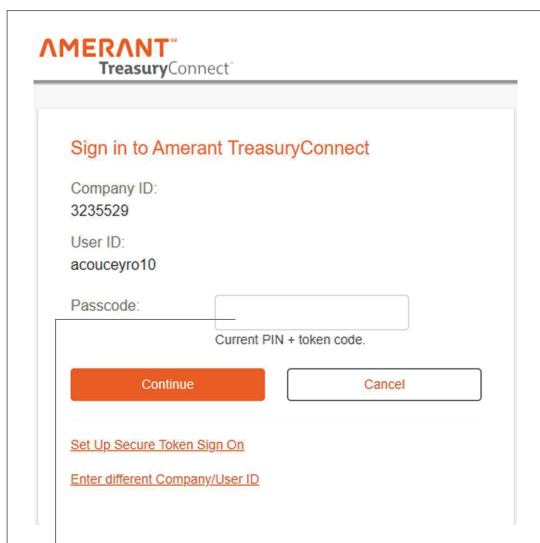 AMERANT℠
TreasuryConnect℠
Sign in to Amerant TreasuryConnect
Company ID:
3235529
User ID:
acouceyro10
Passcode:
Current PIN + token code.
Continue Cancel
Set Up Secure Token Sign On
Enter different Company/User ID